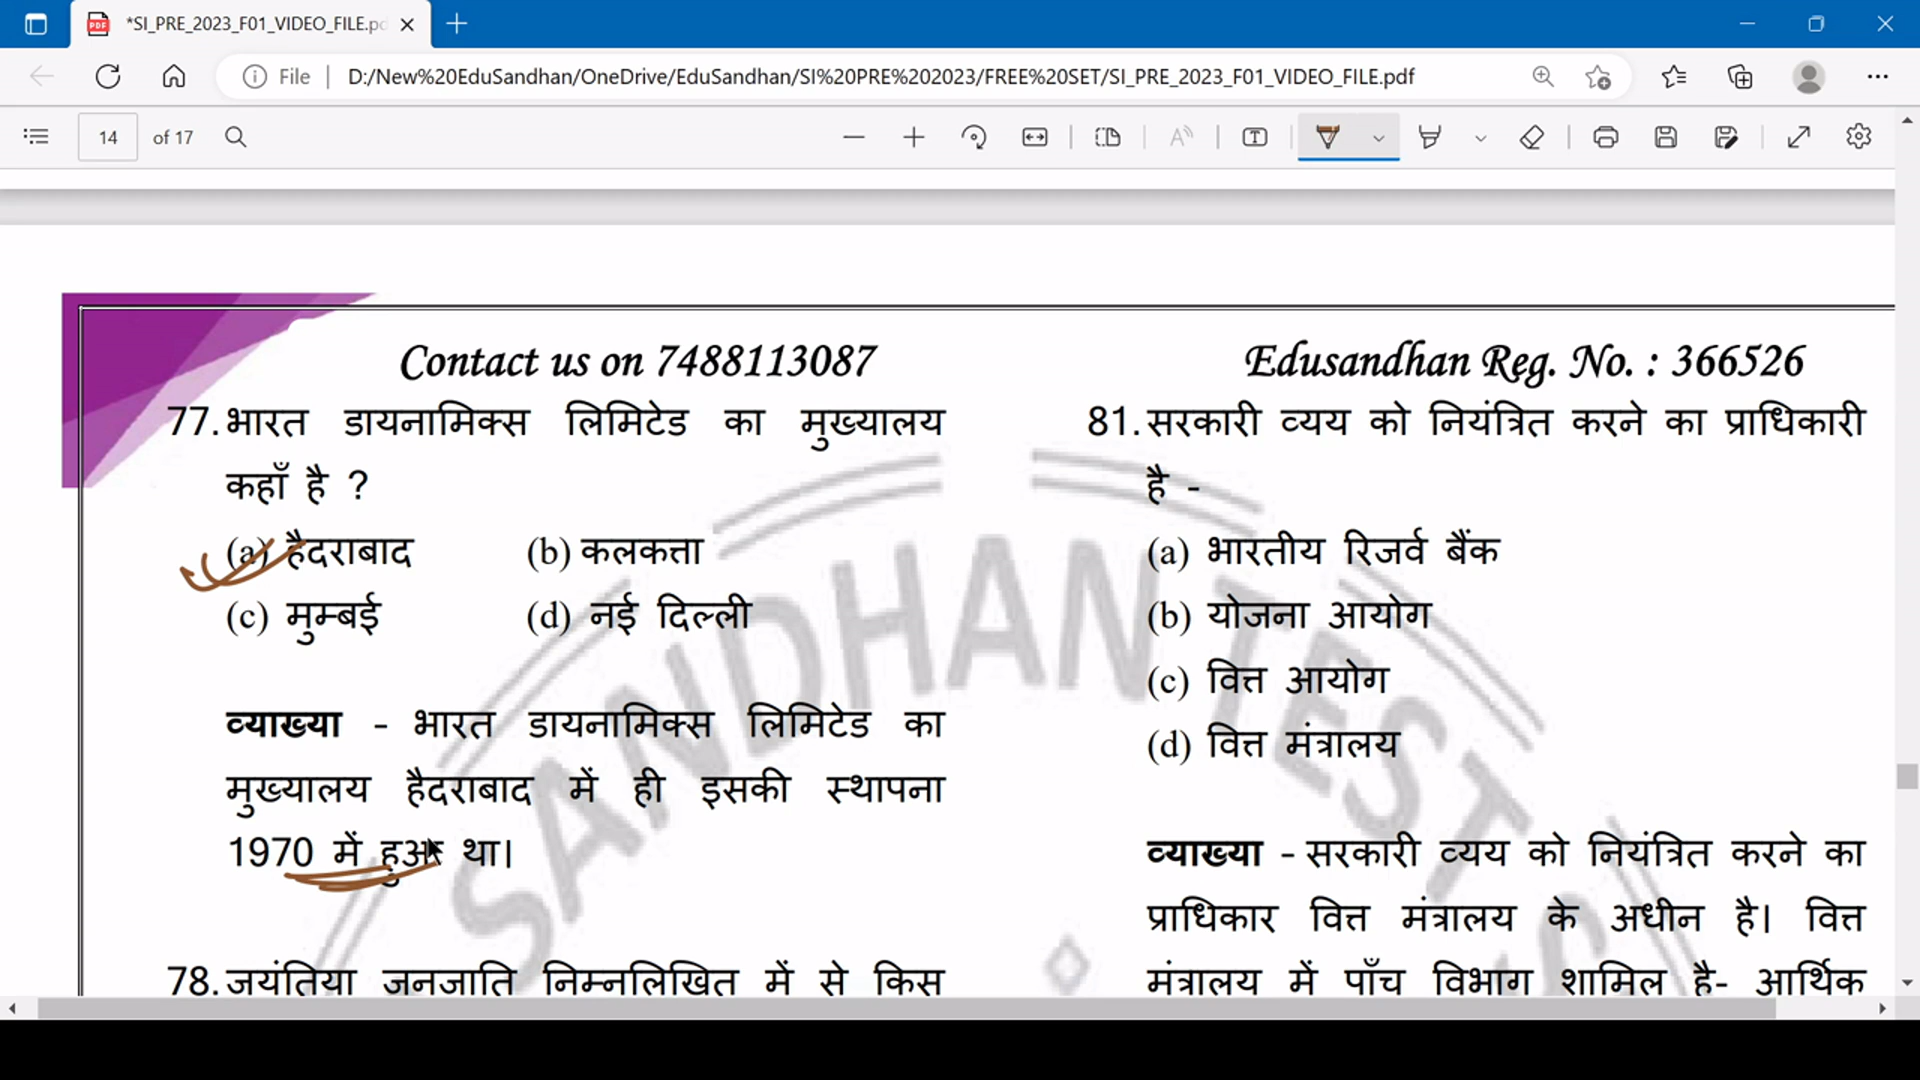 *SI_PRE_2023_F01_VIDEO_FILE.pd
File
D:/New%20EduSandhan/OneDrive/EduSandhan/SI%20PRE%202023/FREE%20SET/SI_PRE_2023_F01_VIDEO_FILE.pdf
14 of 17
Contact us on 7488113087
Edusandhan Reg. No. : 366526
77. भारत डायनामिक्स लिमिटेड का मुख्यालय
कहाँ है ?
(a) हैदराबाद (b) कलकत्ता
(c) मुम्बई (d) नई दिल्ली
व्याख्या - भारत डायनामिक्स लिमिटेड का
मुख्यालय हैदराबाद में ही इसकी स्थापना
1970 में हुआ था।
78. जयंतिया जनजाति निम्नलिखित में से किस
81. सरकारी व्यय को नियंत्रित करने का प्राधिकारी
है -
(a) भारतीय रिजर्व बैंक
(b) योजना आयोग
(c) वित्त आयोग
(d) वित्त मंत्रालय
व्याख्या - सरकारी व्यय को नियंत्रित करने का
प्राधिकार वित्त मंत्रालय के अधीन है। वित्त
मंत्रालय में पाँच विभाग शामिल है- आर्थिक
SANDHAN TEST S